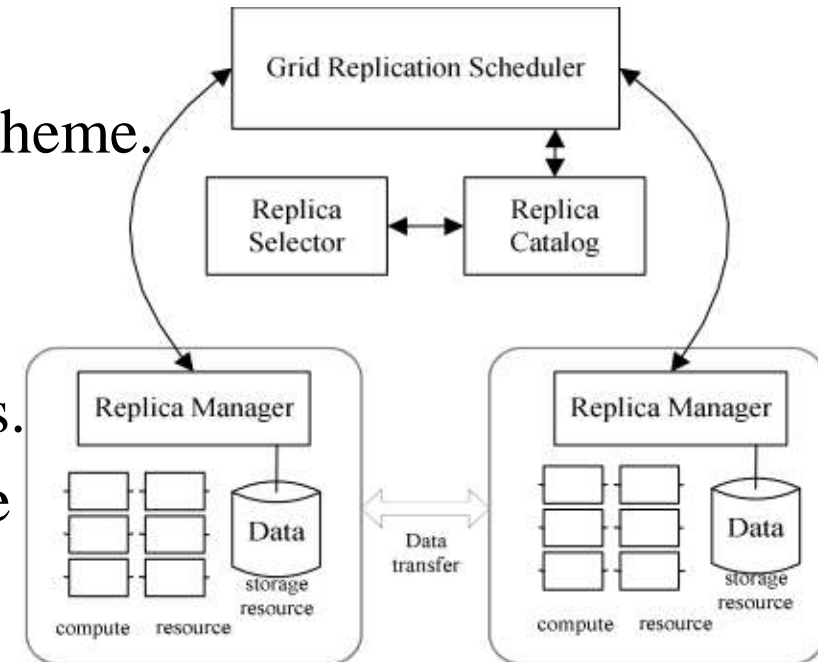 Grid Replication Scheduler
heme.
Replica
Selector
Replica
Catalog
Replica Manager
Replica Manager
s.
e
Data
Data
Data
transfer
storage
resource
storage
resource
compute resource
compute resource